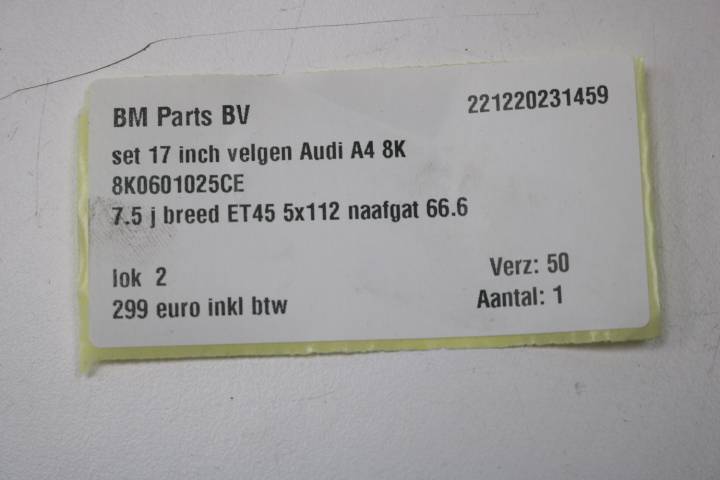 BM Parts BV 221220231459
set 17 inch velgen Audi A4 8K
8K0601025CE
7.5 j breed ET45 5x112 naafgat 66.6
lok 2 Verz: 50
299 euro inkl btw Aantal: 1